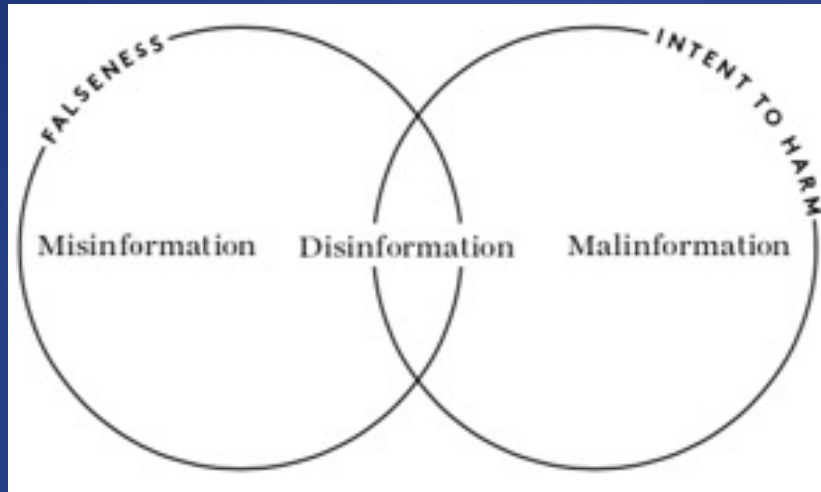 FALSENESS
INTENT TO HARM
Misinformation Disinformation Malinformation